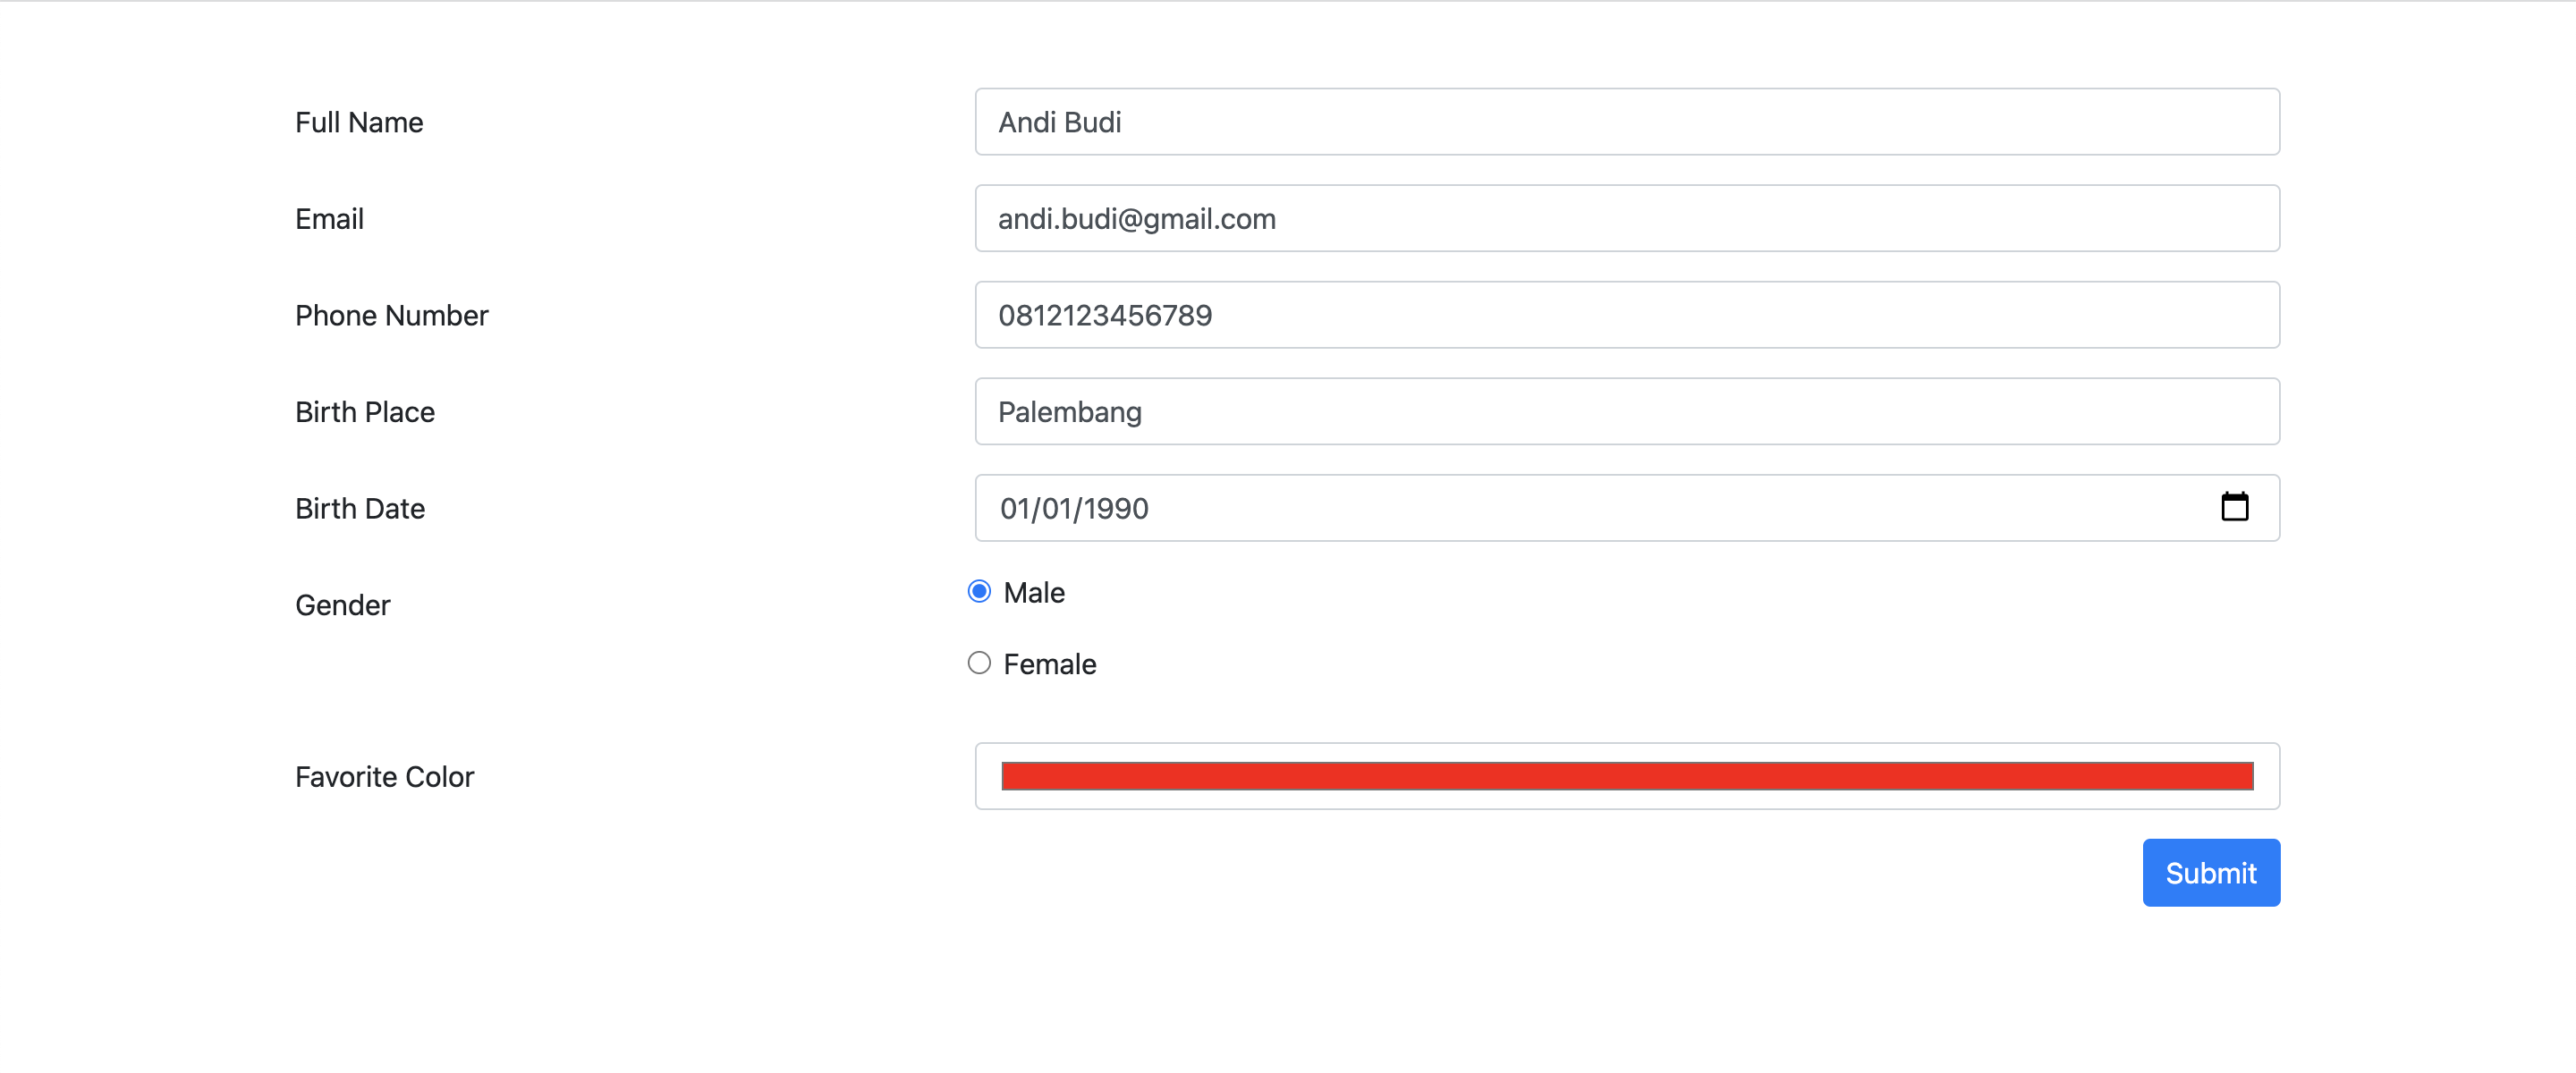 Full Name Andi Budi
Email andi.budi@gmail.com
Phone Number 0812123456789
Birth Place Palembang
Birth Date 01/01/1990
Gender Male
Female
Favorite Color
Submit